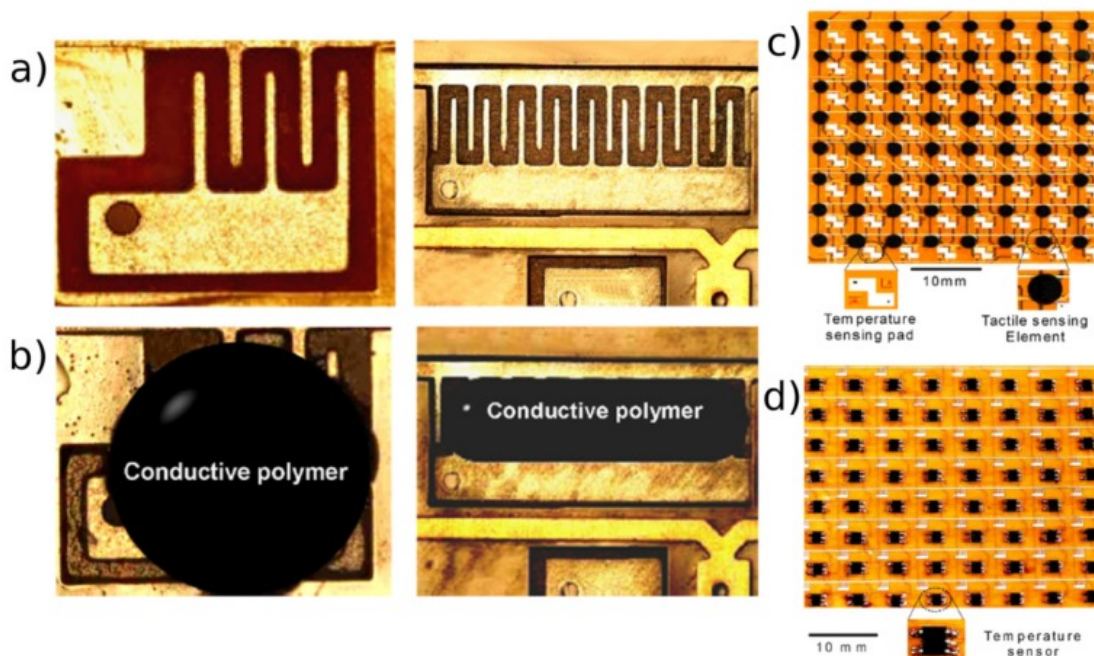 a)
b)
Conductive polymer
Conductive polymer
c)
10mm
Temperature
sensing pad
Tactile sensing
Element
d)
10 mm
Temperature
sensor